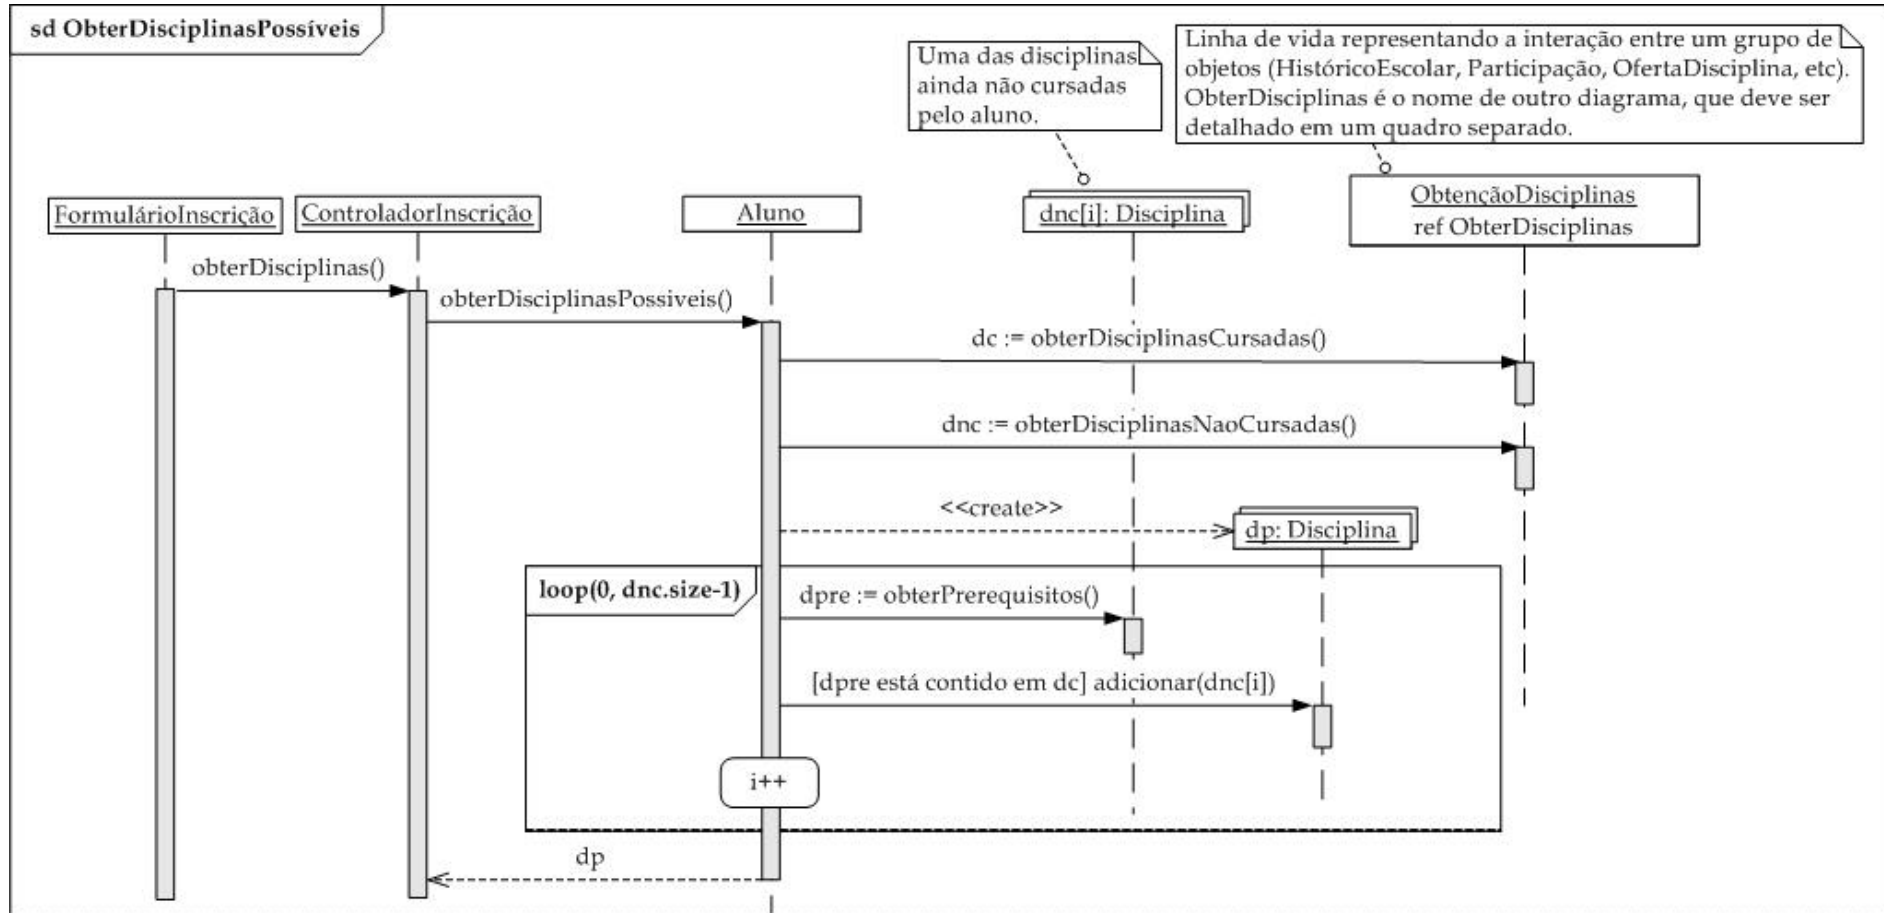 sd ObterDisciplinasPossíveis
Uma das disciplinas
ainda não cursadas
pelo aluno.
Linha de vida representando a interação entre um grupo de
objetos (HistóricoEscolar, Participação, OfertaDisciplina, etc).
ObterDisciplinas é o nome de outro diagrama, que deve ser
detalhado em um quadro separado.
FormulárioInscrição
ControladorInscrição
Aluno
dnc[i]: Disciplina
ObtençãoDisciplinas
ref ObterDisciplinas
obterDisciplinas()
obterDisciplinasPossiveis()
dc := obterDisciplinasCursadas()
dnc := obterDisciplinasNaoCursadas()
<<create>>
dp: Disciplina
loop(0, dnc.size-1)
dpre := obterPrerequisitos()
[dpre está contido em dc] adicionar(dnc[i])
i++
dp